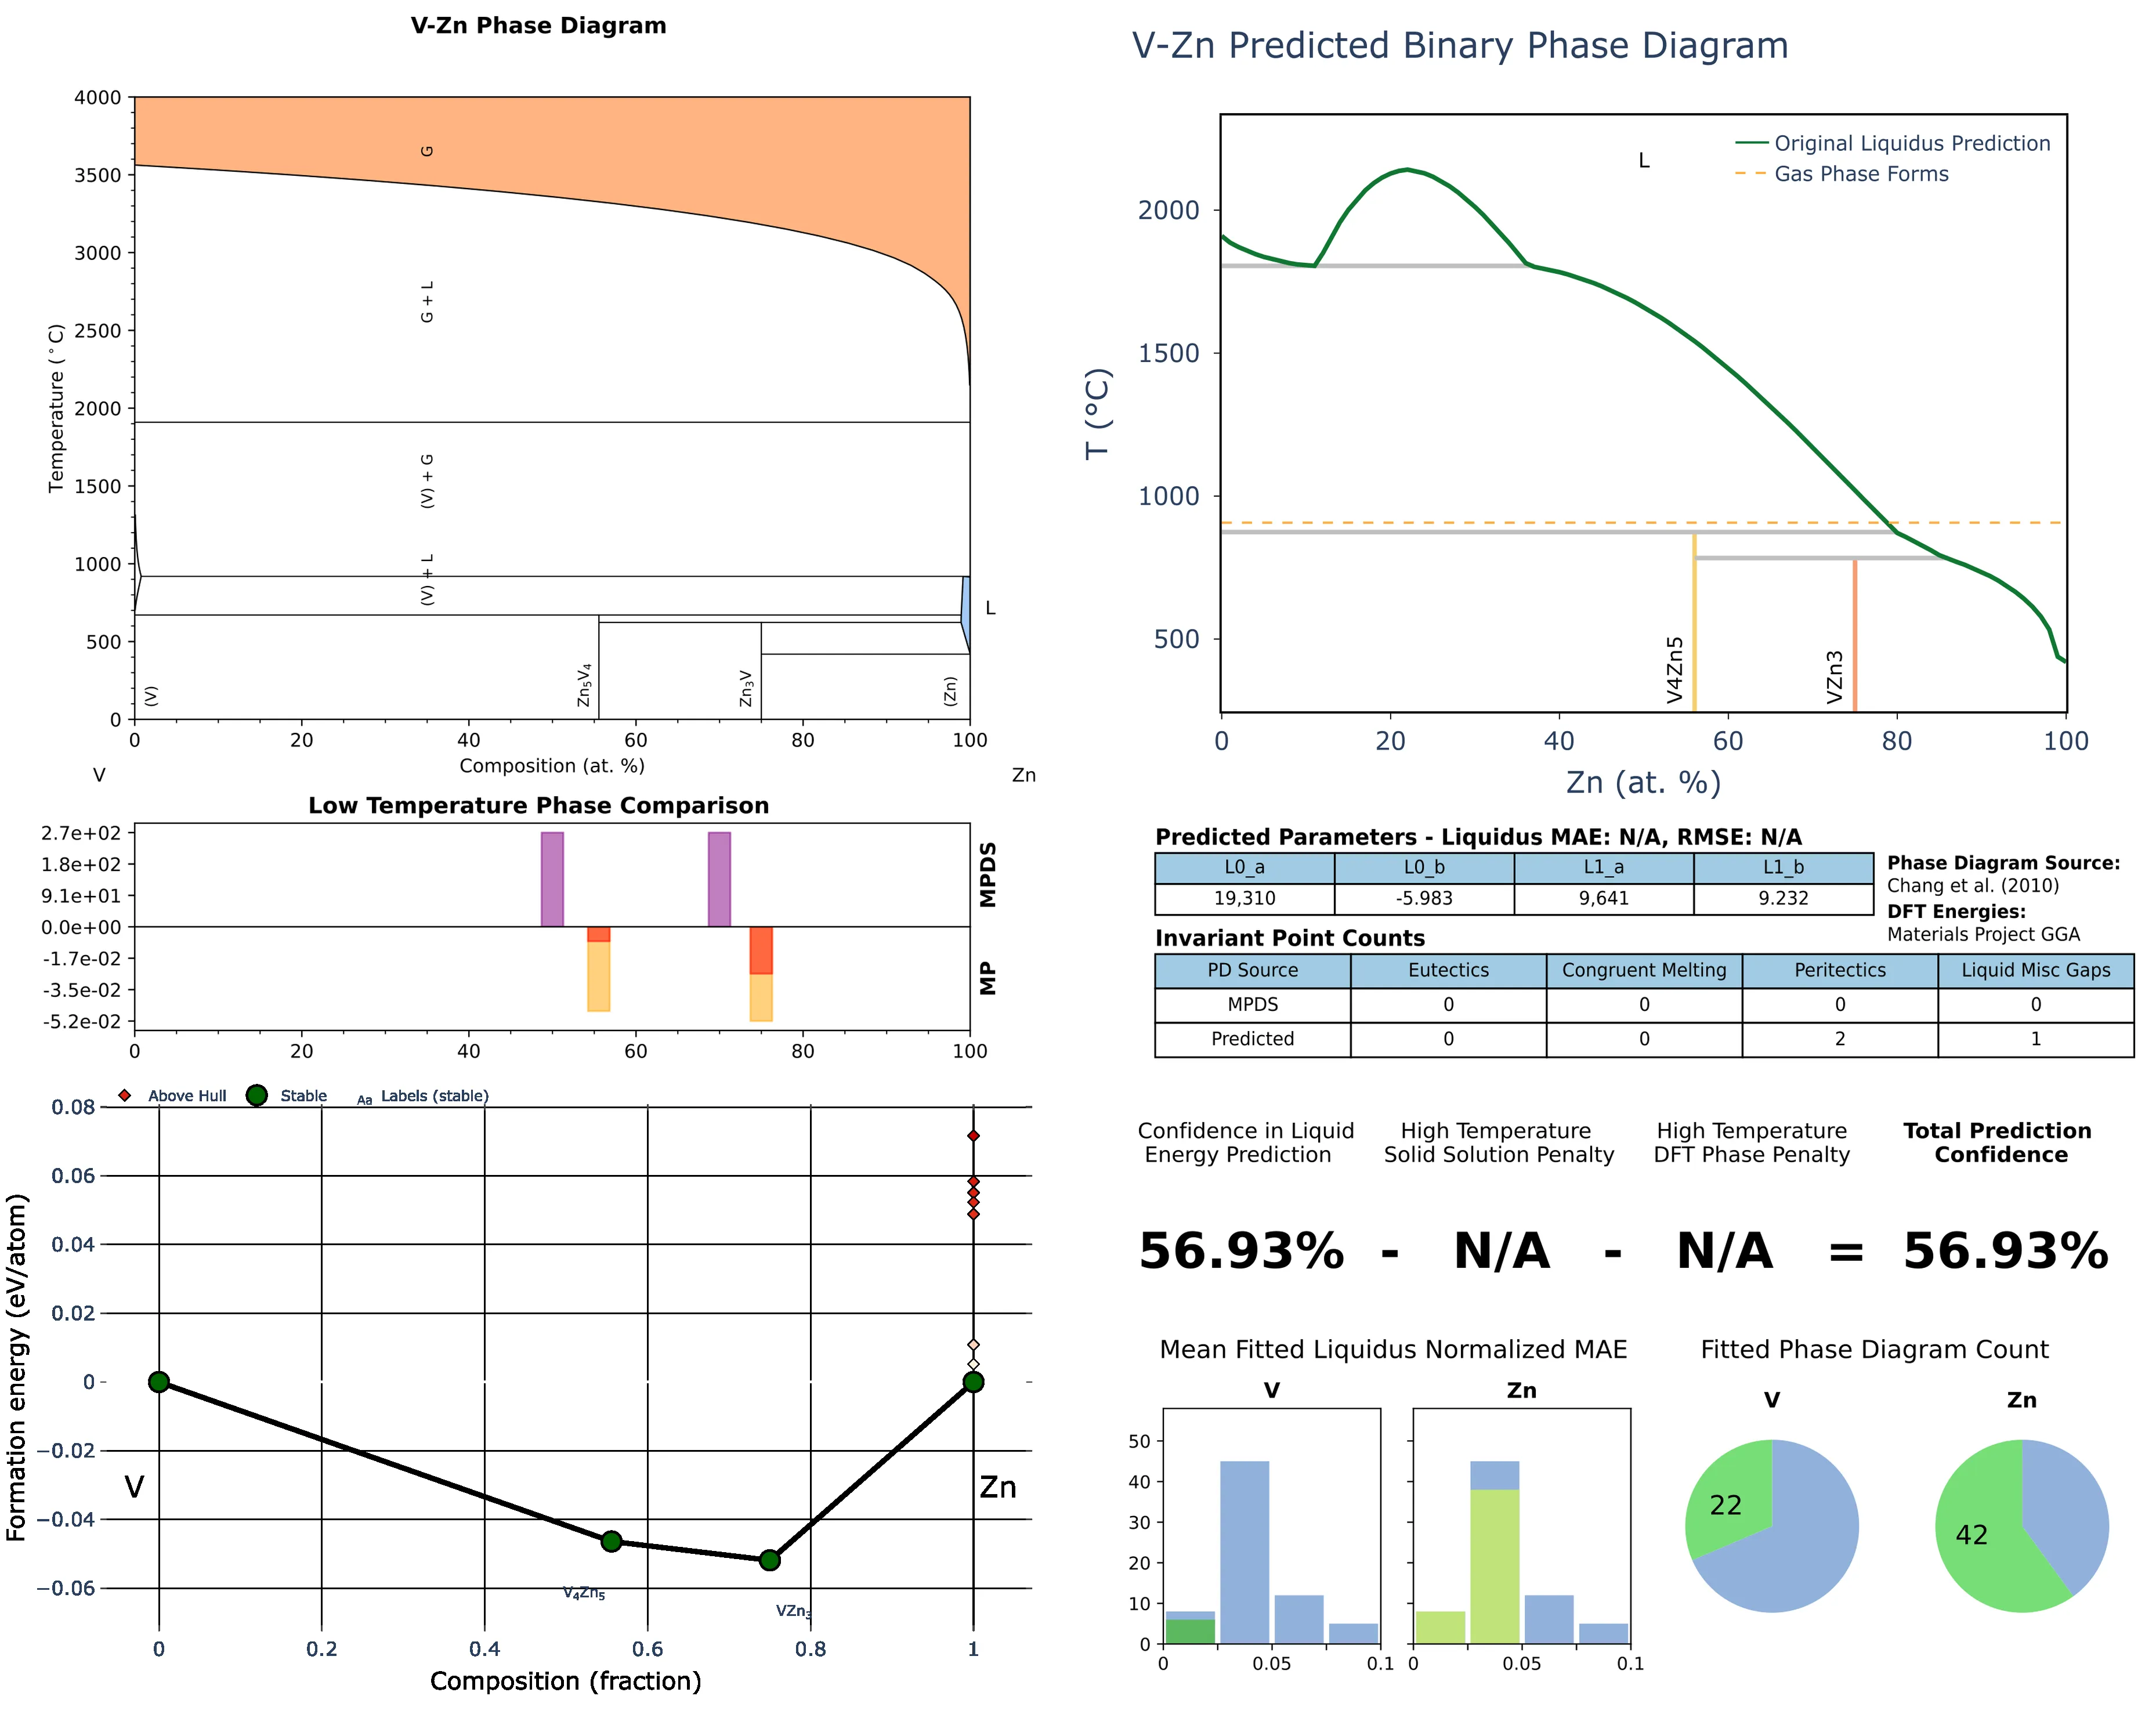 V-Zn Phase Diagram
4000
3500
3000
2500
2000
1500
1000
500
0
Temperature (°C)
G
G + L
(V) + G
(V) + L
L
(V)
Zn5V4
Zn3V
(Zn)
0 20 40 60 80 100
Composition (at. %)
V Zn
V-Zn Predicted Binary Phase Diagram
Original Liquidus Prediction
Gas Phase Forms
L
2000
1500
1000
500
T (°C)
V4Zn5
VZn3
0 20 40 60 80 100
Zn (at. %)
Low Temperature Phase Comparison
2.7e+02
1.8e+02
9.1e+01
0.0e+00
-1.7e-02
-3.5e-02
-5.2e-02
MPDS
MP
0 20 40 60 80 100
Predicted Parameters - Liquidus MAE: N/A, RMSE: N/A
L0_a L0_b L1_a L1_b
19,310 -5.983 9,641 9.232
Phase Diagram Source:
Chang et al. (2010)
DFT Energies:
Materials Project GGA
Invariant Point Counts
PD Source Eutectics Congruent Melting Peritectics Liquid Misc Gaps
MPDS 0 0 0 0
Predicted 0 0 2 1
Above Hull Stable Aa Labels (stable)
0.08
0.06
0.04
0.02
0
−0.02
−0.04
−0.06
Formation energy (eV/atom)
V
Zn
V4Zn5
VZn3
0 0.2 0.4 0.6 0.8 1
Composition (fraction)
Confidence in Liquid
Energy Prediction
High Temperature
Solid Solution Penalty
High Temperature
DFT Phase Penalty
Total Prediction
Confidence
56.93% - N/A - N/A = 56.93%
Mean Fitted Liquidus Normalized MAE
V Zn
50
40
30
20
10
0
0 0.05 0.1
0 0.05 0.1
Fitted Phase Diagram Count
V Zn
22
42